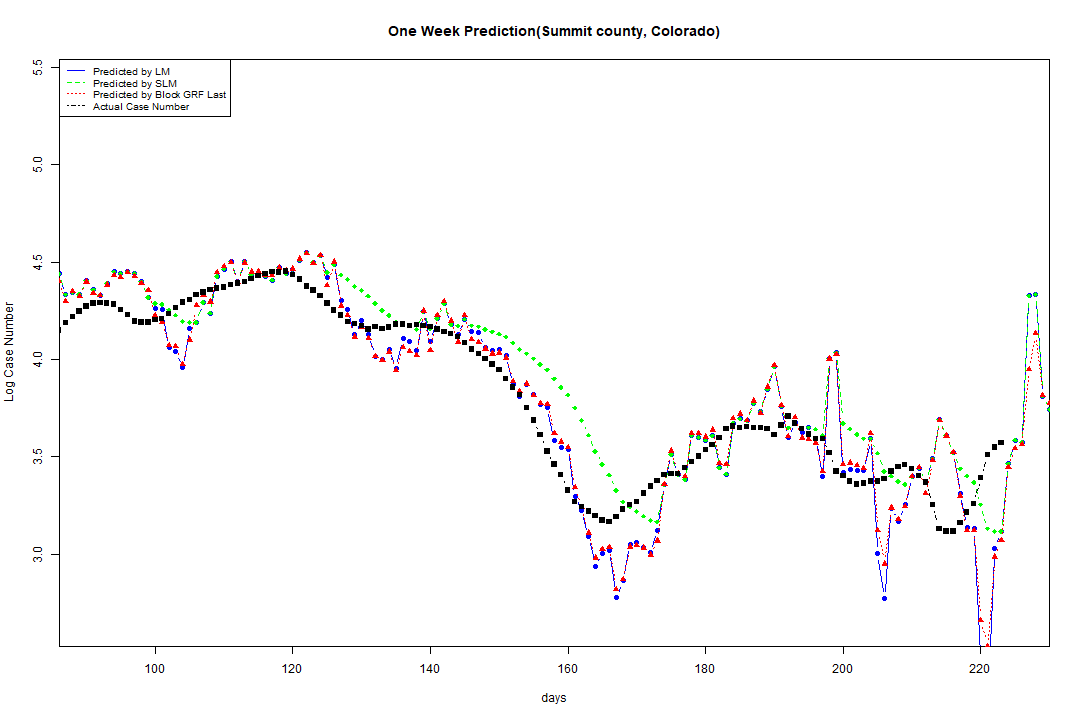 One Week Prediction(Summit county, Colorado)
Predicted by LM
Predicted by SLM
Predicted by Block GRF Last
Actual Case Number
5.5
5.0
4.5
4.0
3.5
3.0
Log Case Number
100 120 140 160 180 200 220
days